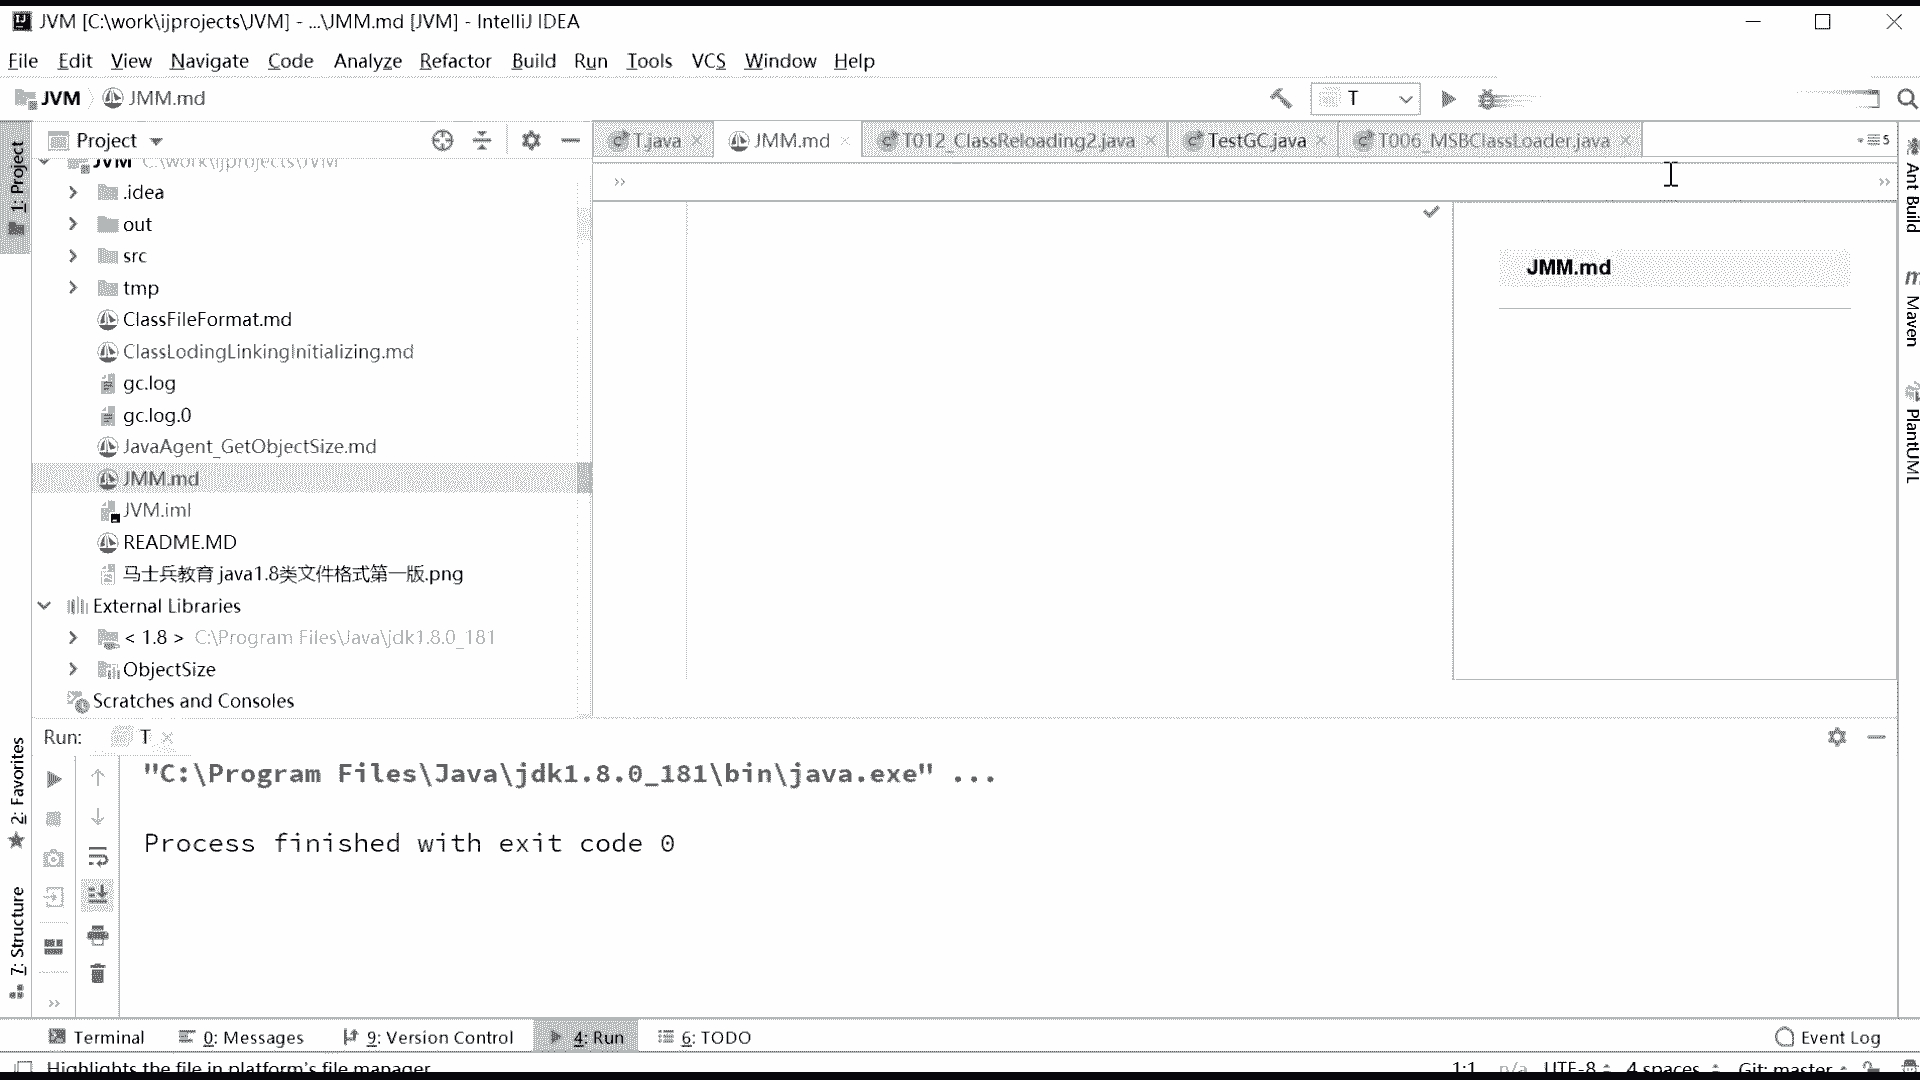 JVM [C:\work\ijprojects\JVM] - ...\JMM.md [JVM] - IntelliJ IDEA
File Edit View Navigate Code Analyze Refactor Build Run Tools VCS Window Help
JVM JMM.md T
Project
T.java JMM.md T012_ClassReloading2.java TestGC.java T006_MSBClassLoader.java 5
JVM C:\work\ijprojects\JVM
.idea
out
src
tmp
ClassFileFormat.md
ClassLodingLinkingInitializing.md
gc.log
gc.log.0
JavaAgent_GetObjectSize.md
JMM.md
JVM.iml
README.MD
马士兵教育 java1.8类文件格式第一版.png
External Libraries
< 1.8 > C:\Program Files\Java\jdk1.8.0_181
ObjectSize
Scratches and Consoles
JMM.md
1: Project
2: Favorites
7: Structure
Ant Build
Maven
PlantUML
Run: T
"C:\Program Files\Java\jdk1.8.0_181\bin\java.exe" ...
Process finished with exit code 0
Terminal 0: Messages 9: Version Control 4: Run 6: TODO Event Log
Highlights the file in platform's file manager 1:1 n/a UTF-8 4 spaces Git: master